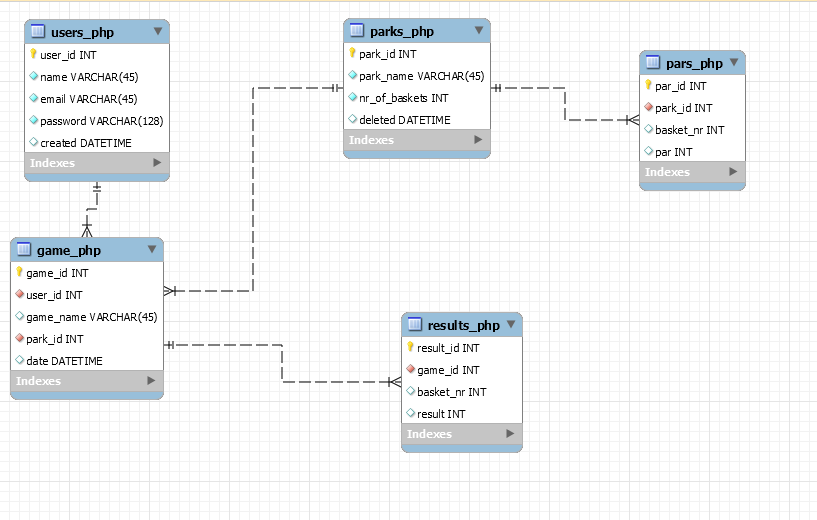 users_php
user_id INT
name VARCHAR(45)
email VARCHAR(45)
password VARCHAR(128)
created DATETIME
Indexes
parks_php
park_id INT
park_name VARCHAR(45)
nr_of_baskets INT
deleted DATETIME
Indexes
pars_php
par_id INT
park_id INT
basket_nr INT
par INT
Indexes
game_php
game_id INT
user_id INT
game_name VARCHAR(45)
park_id INT
date DATETIME
Indexes
results_php
result_id INT
game_id INT
basket_nr INT
result INT
Indexes